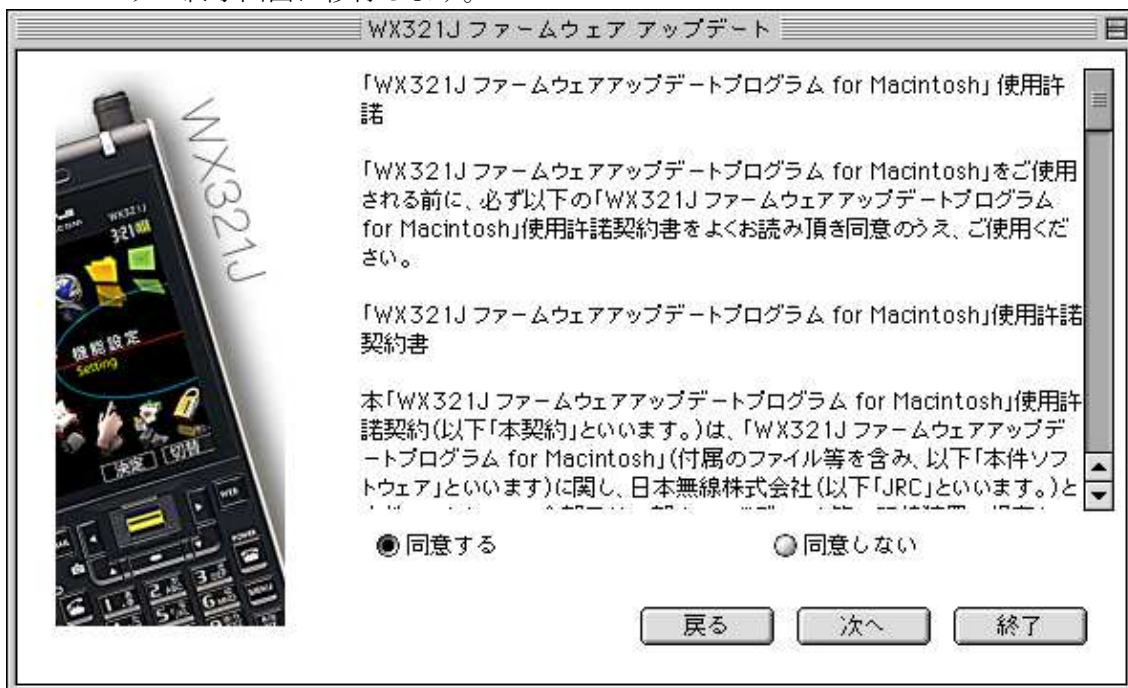 WX321J ファームウェア アップデート
WX321J
「WX321J ファームウェアアップデートプログラム for Macintosh」 使用許
諾
「WX321J ファームウェアアップデートプログラム for Macintosh」をご使用
される前に、必ず以下の「WX321J ファームウェアアップデートプログラム
for Macintosh」使用許諾契約書をよくお読み頂き同意のうえ、ご使用くだ
さい。
「WX321J ファームウェアアップデートプログラム for Macintosh」使用許諾
契約書
本「WX321J ファームウェアアップデートプログラム for Macintosh」使用許
諾契約(以下「本契約」といいます。)は、「WX321J ファームウェアアップデ
ートプログラム for Macintosh」(付属のファイル等を含み、以下「本件ソフ
トウェア」といいます)に関し、日本無線株式会社(以下「JRC」といいます。)と
WX321J
3:21
機能設定
Setting
決定
切替
WEB
POWER
MENU
同意する
同意しない
戻る
次へ
終了